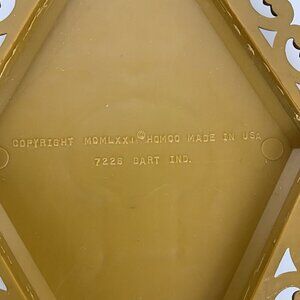 COPYRIGHT MCMLXXI © HOMCO MADE IN USA
7226 DART IND.